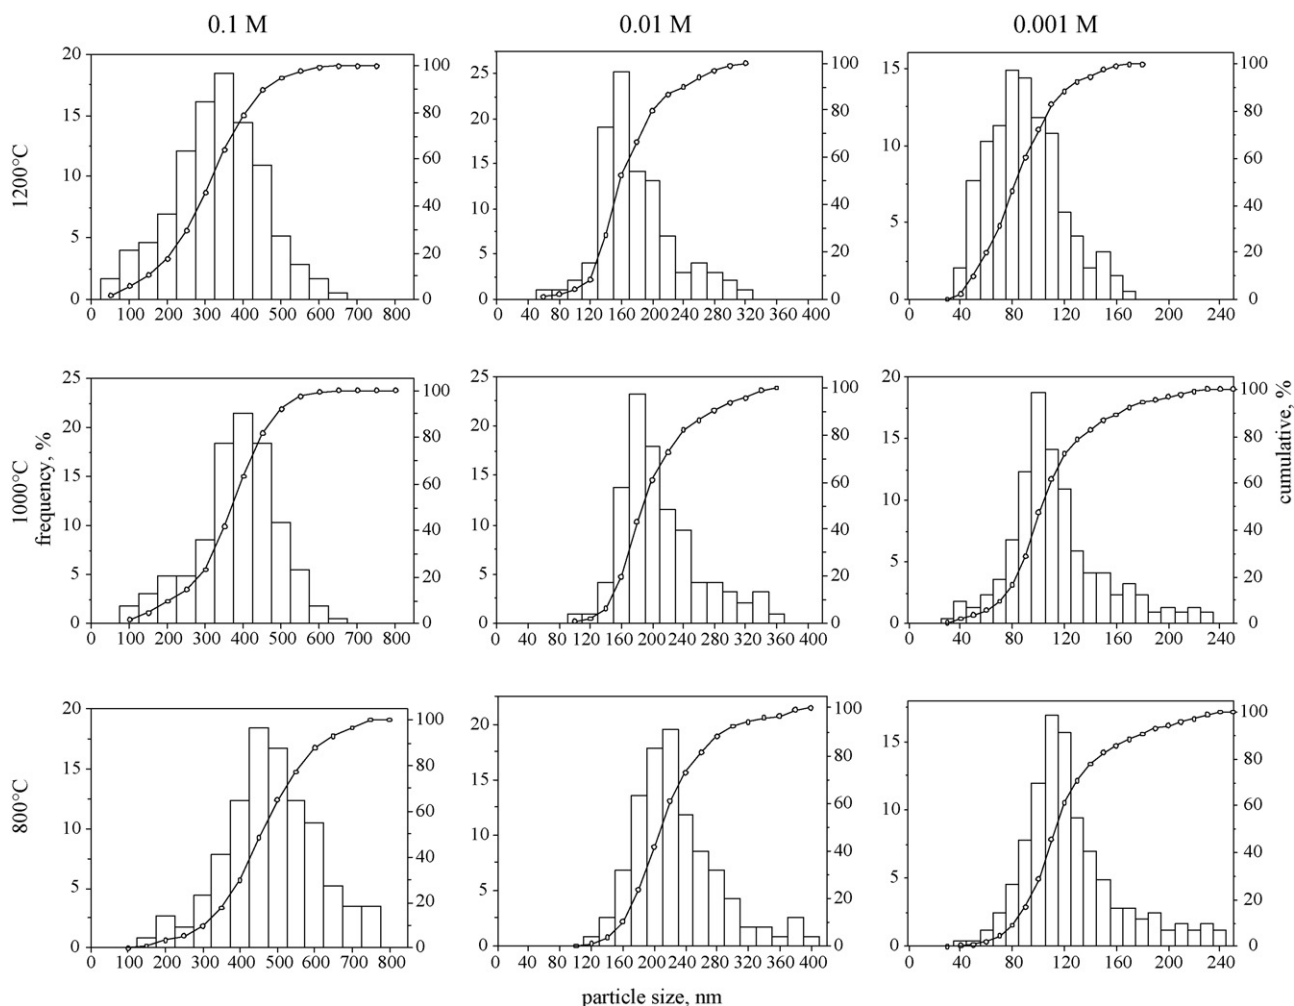 0.1 M 0.01 M 0.001 M
1200°C
20 15 10 5 0
100 80 60 40 20 0
0 100 200 300 400 500 600 700 800
25 20 15 10 5 0
100 80 60 40 20 0
0 40 80 120 160 200 240 280 320 360 400
15 10 5 0
100 80 60 40 20 0
0 40 80 120 160 200 240
1000°C
frequency, %
25 20 15 10 5 0
100 80 60 40 20 0
0 100 200 300 400 500 600 700 800
25 20 15 10 5 0
100 80 60 40 20 0
0 40 80 120 160 200 240 280 320 360 400
20 15 10 5 0
100 80 60 40 20 0
0 40 80 120 160 200 240
cumulative, %
800°C
20 15 10 5 0
100 80 60 40 20 0
0 100 200 300 400 500 600 700 800
20 15 10 5 0
100 80 60 40 20 0
0 40 80 120 160 200 240 280 320 360 400
15 10 5 0
100 80 60 40 20 0
0 40 80 120 160 200 240
particle size, nm